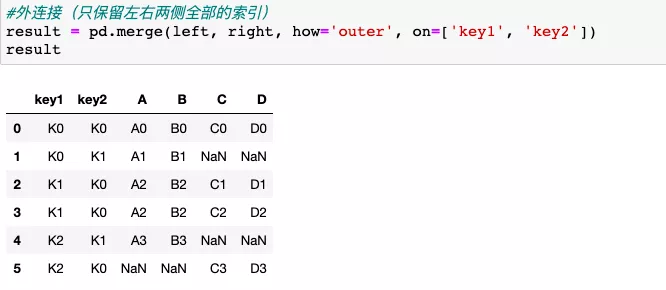 #外连接（只保留左右两侧全部的索引）
result = pd.merge(left, right, how='outer', on=['key1', 'key2'])
result
key1 key2 A B C D
0 K0 K0 A0 B0 C0 D0
1 K0 K1 A1 B1 NaN NaN
2 K1 K0 A2 B2 C1 D1
3 K1 K0 A2 B2 C2 D2
4 K2 K1 A3 B3 NaN NaN
5 K2 K0 NaN NaN C3 D3